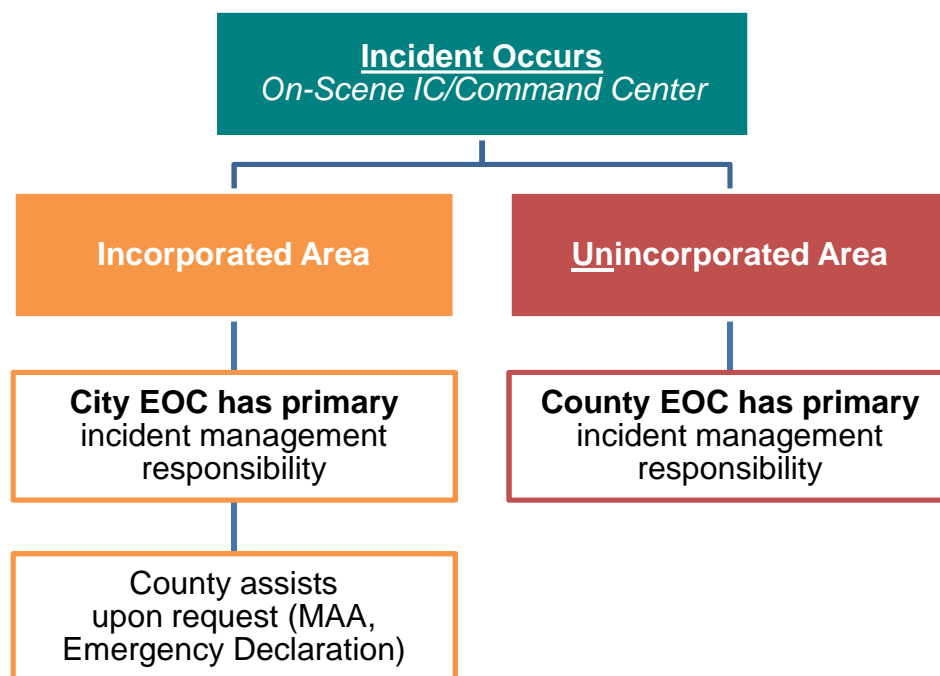 Incident Occurs
On-Scene IC/Command Center
Incorporated Area
Unincorporated Area
City EOC has primary
incident management
responsibility
County EOC has primary
incident management
responsibility
County assists
upon request (MAA,
Emergency Declaration)